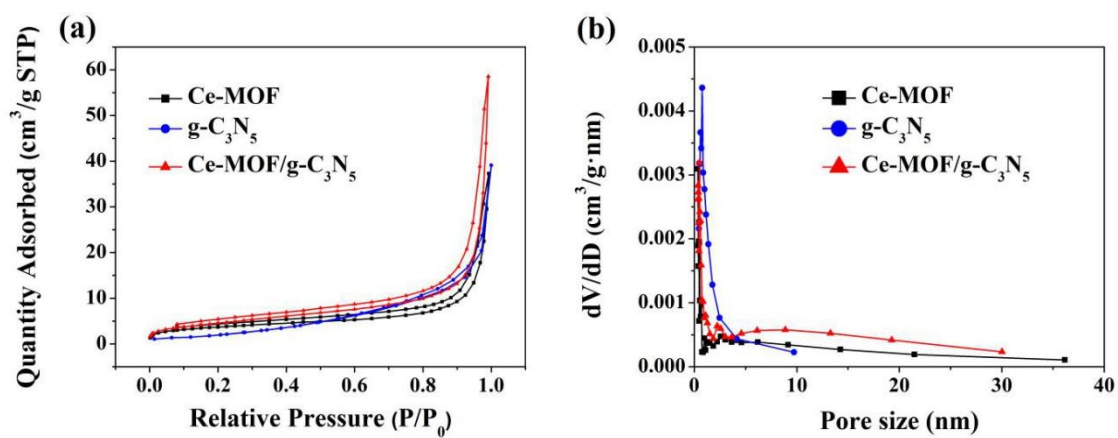 (a)
Quantity Adsorbed (cm³/g STP)
60
50
40
30
20
10
0
Ce-MOF
g-C₃N₅
Ce-MOF/g-C₃N₅
0.0 0.2 0.4 0.6 0.8 1.0
Relative Pressure (P/P₀)
(b)
dV/dD (cm³/g·nm)
0.005
0.004
0.003
0.002
0.001
0.000
Ce-MOF
g-C₃N₅
Ce-MOF/g-C₃N₅
0 10 20 30 40
Pore size (nm)